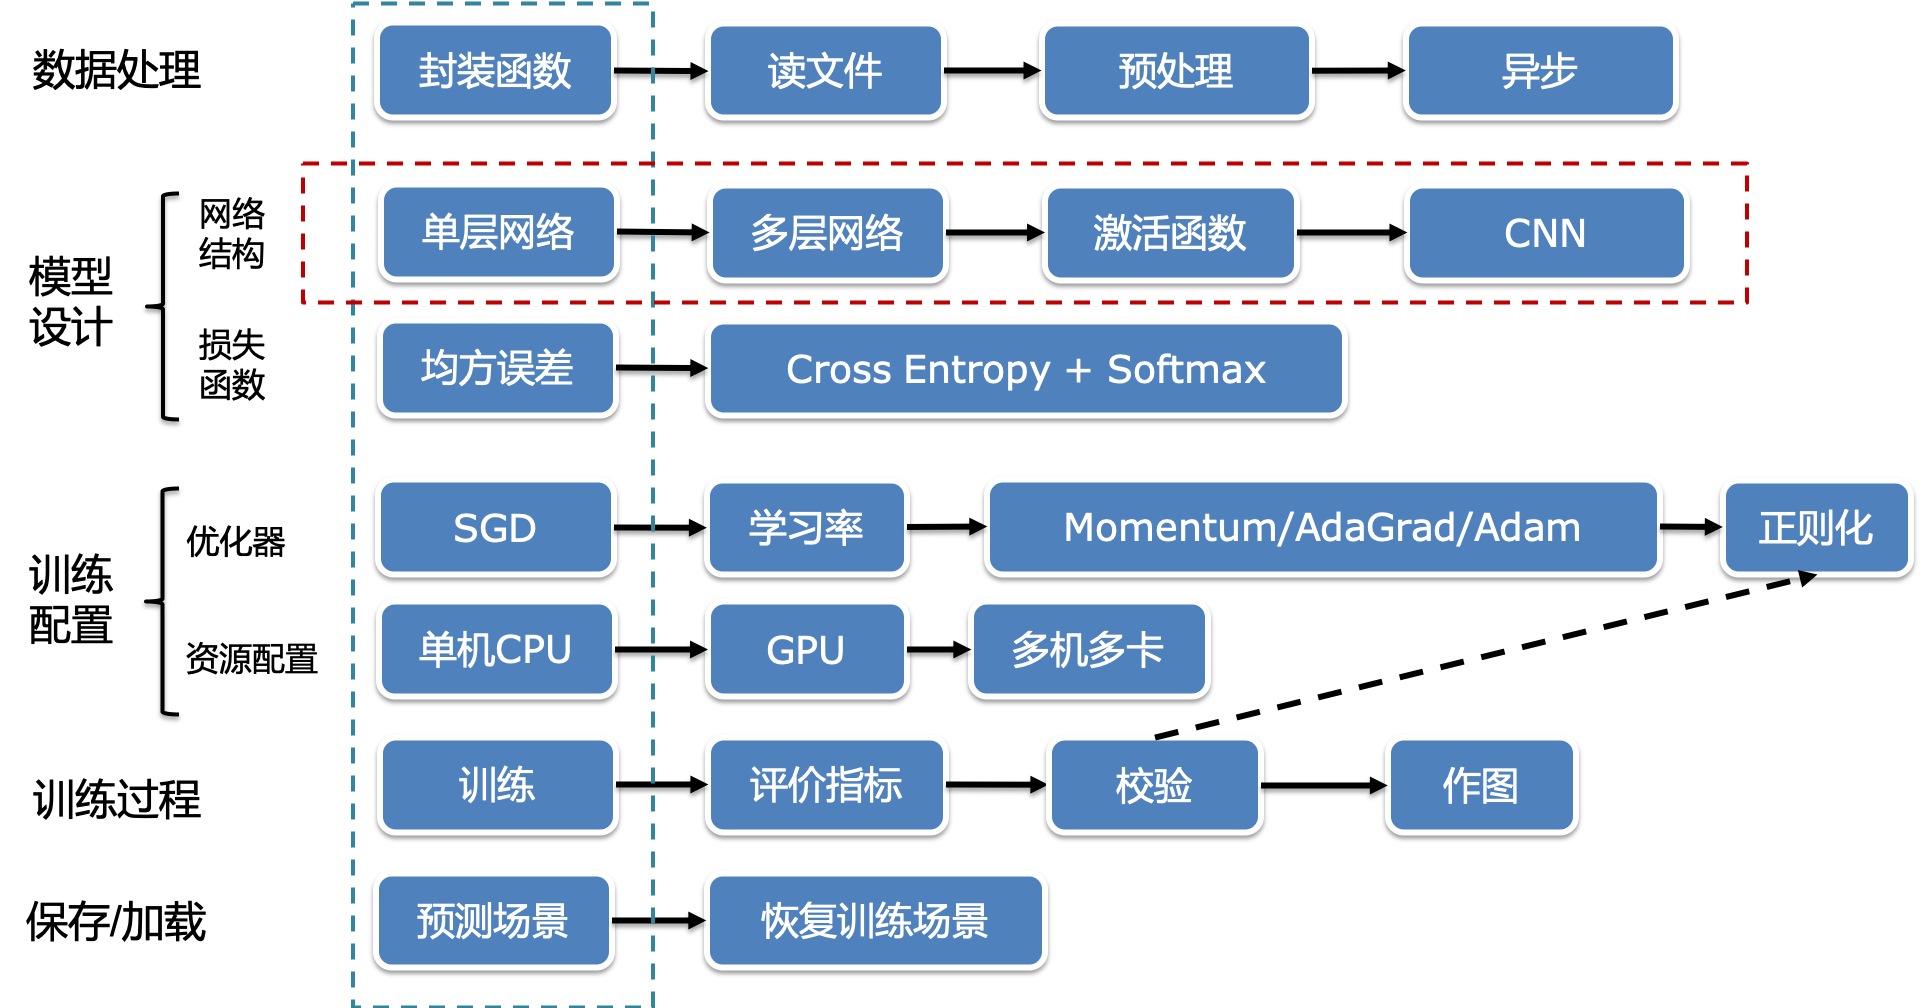 数据处理
封装函数
读文件
预处理
异步
模型
设计
网络
结构
单层网络
多层网络
激活函数
CNN
损失
函数
均方误差
Cross Entropy + Softmax
训练
配置
优化器
SGD
学习率
Momentum/AdaGrad/Adam
正则化
资源配置
单机CPU
GPU
多机多卡
训练过程
训练
评价指标
校验
作图
保存/加载
预测场景
恢复训练场景